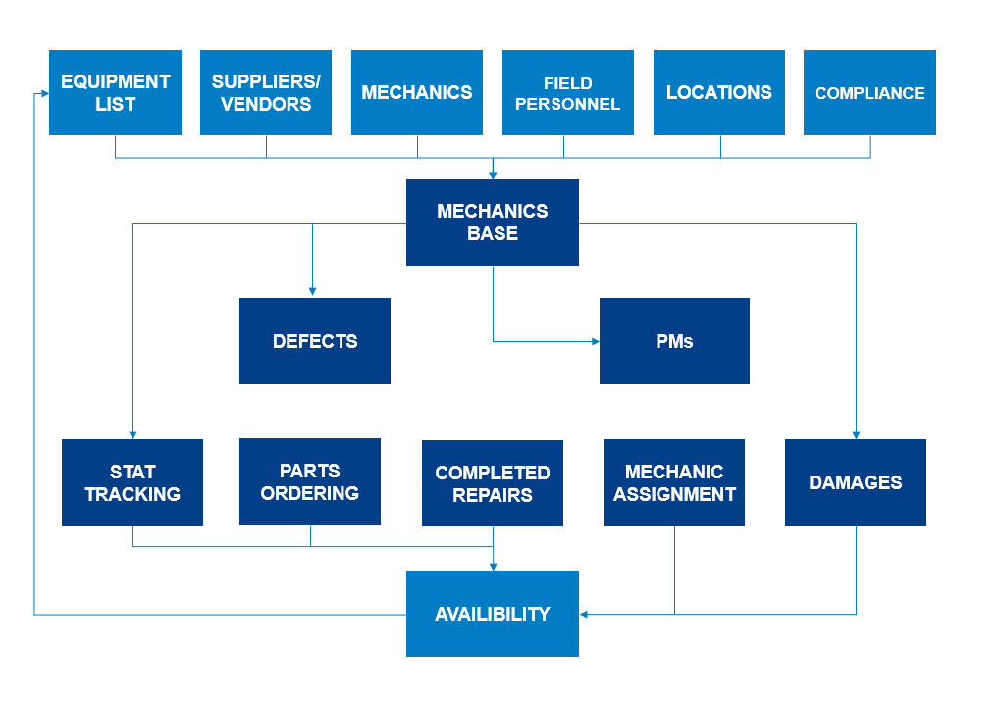 EQUIPMENT
LIST
SUPPLIERS/
VENDORS
MECHANICS
FIELD
PERSONNEL
LOCATIONS
COMPLIANCE
MECHANICS
BASE
DEFECTS
PMs
STAT
TRACKING
PARTS
ORDERING
COMPLETED
REPAIRS
MECHANIC
ASSIGNMENT
DAMAGES
AVAILIBILITY